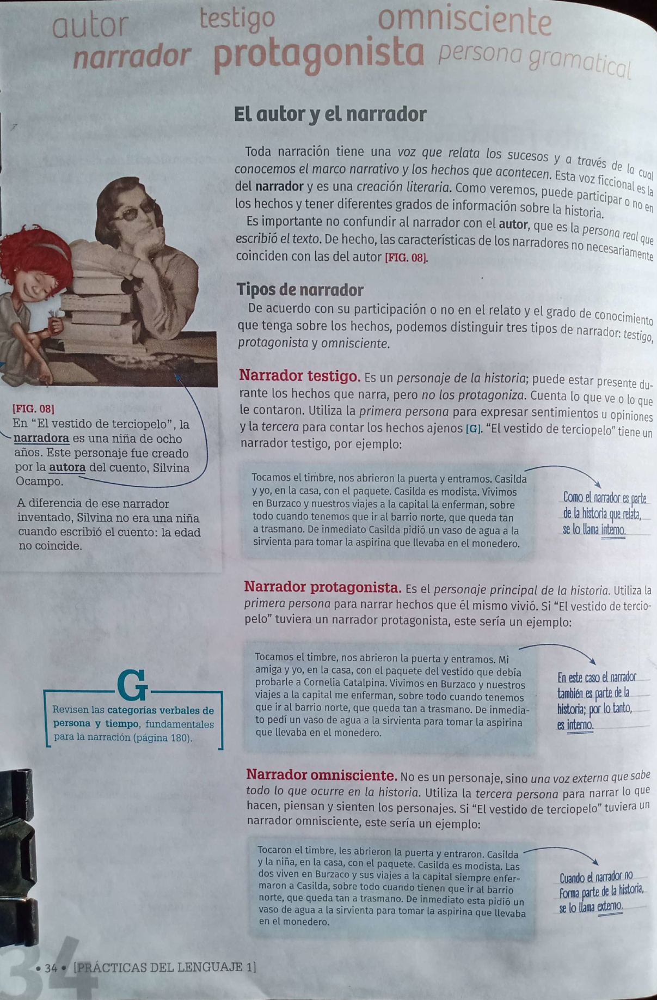 autor testigo omnisciente
narrador protagonista persona gramatical
El autor y el narrador
Toda narración tiene una voz que relata los sucesos y a través de la cual
conocemos el marco narrativo y los hechos que acontecen. Esta voz ficcional es la
del narrador y es una creación literaria. Como veremos, puede participar o no en
los hechos y tener diferentes grados de información sobre la historia.
Es importante no confundir al narrador con el autor, que es la persona real que
escribió el texto. De hecho, las características de los narradores no necesariamente
coinciden con las del autor [FIG. 08].
Tipos de narrador
De acuerdo con su participación o no en el relato y el grado de conocimiento
que tenga sobre los hechos, podemos distinguir tres tipos de narrador: testigo,
protagonista y omnisciente.
Narrador testigo. Es un personaje de la historia; puede estar presente du-
rante los hechos que narra, pero no los protagoniza. Cuenta lo que ve o lo que
le contaron. Utiliza la primera persona para expresar sentimientos u opiniones
y la tercera para contar los hechos ajenos [G]. “El vestido de terciopelo” tiene un
narrador testigo, por ejemplo:
[FIG. 08]
En “El vestido de terciopelo”, la
narradora es una niña de ocho
años. Este personaje fue creado
por la autora del cuento, Silvina
Ocampo.
A diferencia de ese narrador
inventado, Silvina no era una niña
cuando escribió el cuento: la edad
no coincide.
Tocamos el timbre, nos abrieron la puerta y entramos. Casilda
y yo, en la casa, con el paquete. Casilda es modista. Vivimos
en Burzaco y nuestros viajes a la capital la enferman, sobre
todo cuando tenemos que ir al barrio norte, que queda tan
a trasmano. De inmediato Casilda pidió un vaso de agua a la
sirvienta para tomar la aspirina que llevaba en el monedero.
Como el narrador es parte
de la historia que relata,
se lo llama interno.
Narrador protagonista. Es el personaje principal de la historia. Utiliza la
primera persona para narrar hechos que él mismo vivió. Si “El vestido de tercio-
pelo” tuviera un narrador protagonista, este sería un ejemplo:
Tocamos el timbre, nos abrieron la puerta y entramos. Mi
amiga y yo, en la casa, con el paquete del vestido que debía
probarle a Cornelia Catalpina. Vivimos en Burzaco y nuestros
viajes a la capital me enferman, sobre todo cuando tenemos
que ir al barrio norte, que queda tan a trasmano. De inmedia-
to pedí un vaso de agua a la sirvienta para tomar la aspirina
que llevaba en el monedero.
En este caso el narrador
también es parte de la
historia; por lo tanto,
es interno.
G
Revisen las categorías verbales de
persona y tiempo, fundamentales
para la narración (página 180).
Narrador omnisciente. No es un personaje, sino una voz externa que sabe
todo lo que ocurre en la historia. Utiliza la tercera persona para narrar lo que
hacen, piensan y sienten los personajes. Si “El vestido de terciopelo” tuviera un
narrador omnisciente, este sería un ejemplo:
Tocaron el timbre, les abrieron la puerta y entraron. Casilda
y la niña, en la casa, con el paquete. Casilda es modista. Las
dos viven en Burzaco y sus viajes a la capital siempre enfer-
maron a Casilda, sobre todo cuando tienen que ir al barrio
norte, que queda tan a trasmano. De inmediato esta pidió un
vaso de agua a la sirvienta para tomar la aspirina que llevaba
en el monedero.
Cuando el narrador no
forma parte de la historia,
se lo llama externo.
34
• 34 • [PRÁCTICAS DEL LENGUAJE 1]